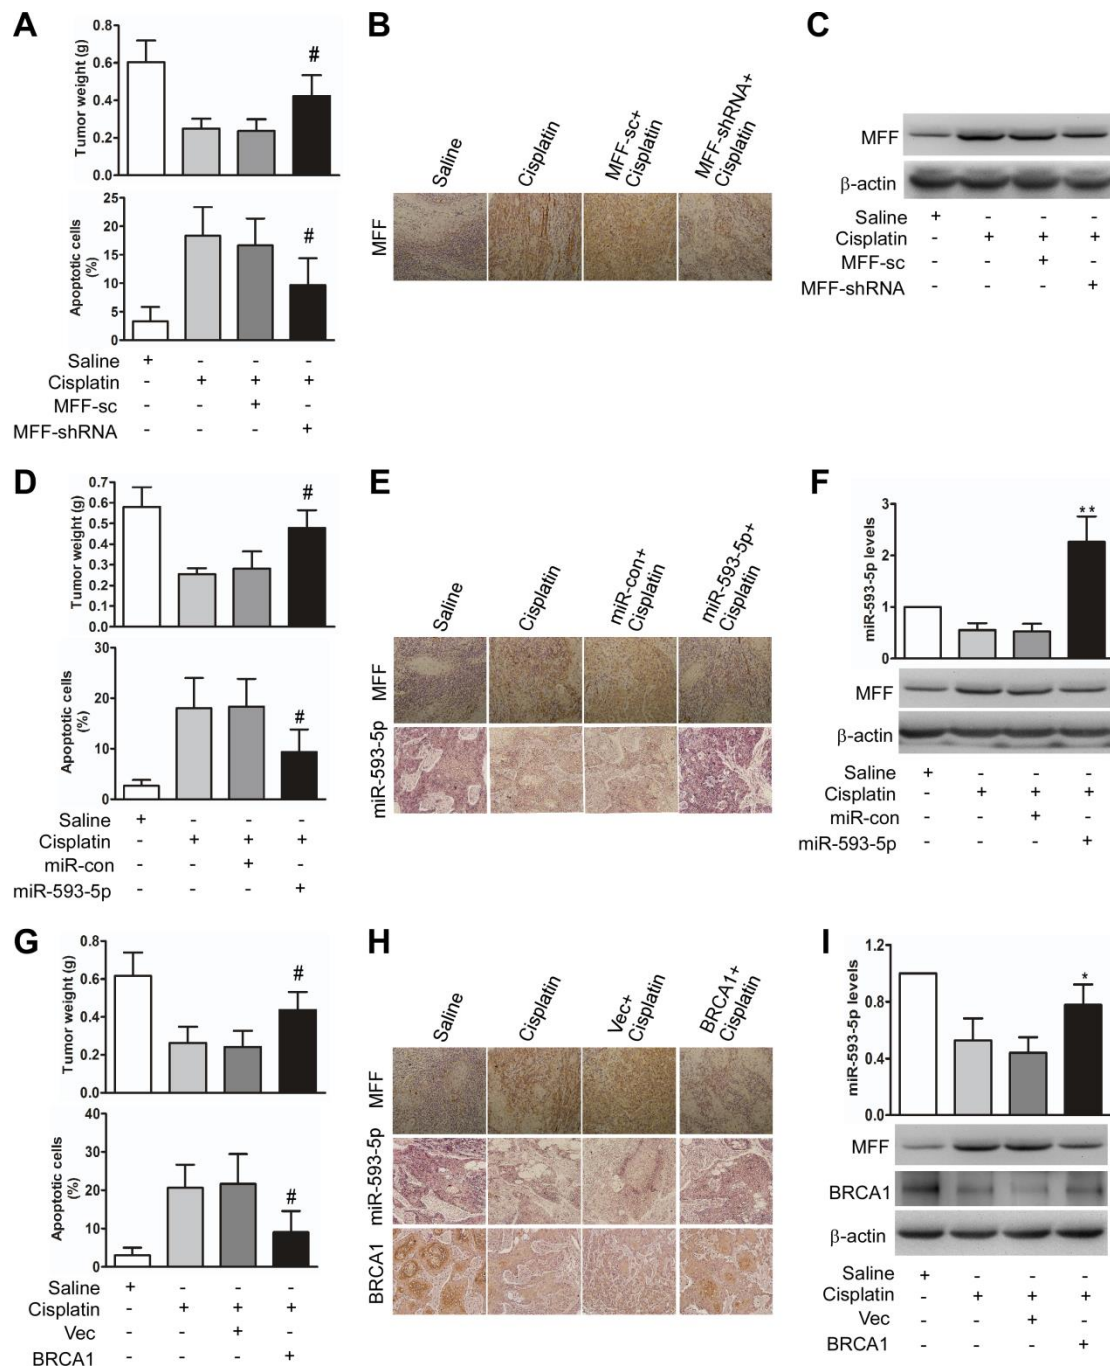 A
Tumor weight (g)
0.8
0.6
0.4
0.2
0.0
#
Apoptotic cells
(%)
25
20
15
10
5
0
#
Saline + - - -
Cisplatin - + + +
MFF-sc - - + -
MFF-shRNA - - - +
B
Saline
Cisplatin
MFF-sc+
Cisplatin
MFF-shRNA+
Cisplatin
MFF
C
MFF
β-actin
Saline + - - -
Cisplatin - + + +
MFF-sc - - + -
MFF-shRNA - - - +
D
Tumor weight (g)
0.7
0.6
0.5
0.4
0.3
0.2
0.1
0.0
#
Apoptotic cells
(%)
30
20
10
0
#
Saline + - - -
Cisplatin - + + +
miR-con - - + -
miR-593-5p - - - +
E
Saline
Cisplatin
miR-con+
Cisplatin
miR-593-5p+
Cisplatin
MFF
miR-593-5p
F
miR-593-5p levels
3
2
1
0
**
MFF
β-actin
Saline + - - -
Cisplatin - + + +
miR-con - - + -
miR-593-5p - - - +
G
Tumor weight (g)
0.8
0.6
0.4
0.2
0.0
#
Apoptotic cells
(%)
40
30
20
10
0
#
Saline + - - -
Cisplatin - + + +
Vec - - + -
BRCA1 - - - +
H
Saline
Cisplatin
Vec+
Cisplatin
BRCA1+
Cisplatin
MFF
miR-593-5p
BRCA1
I
miR-593-5p levels
1.2
0.8
0.4
0.0
*
MFF
BRCA1
β-actin
Saline + - - -
Cisplatin - + + +
Vec - - + -
BRCA1 - - - +